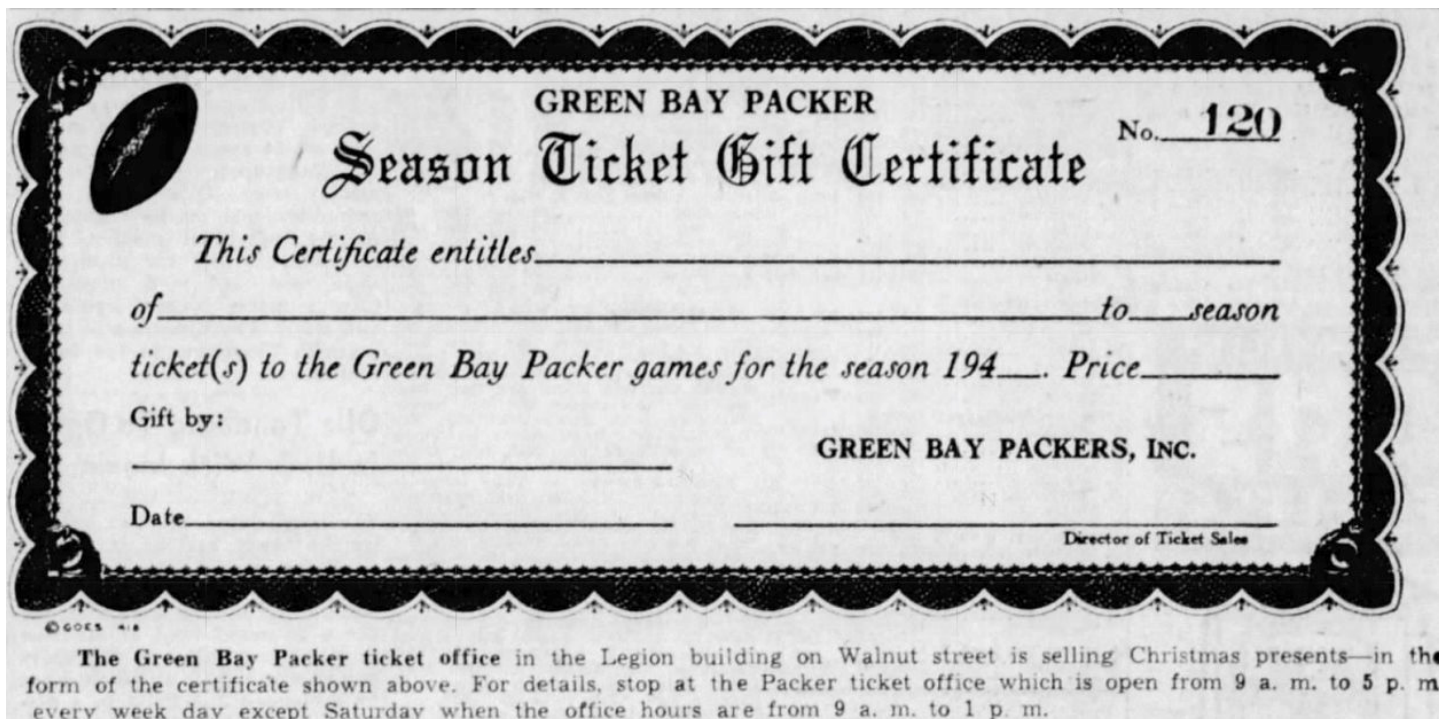 GREEN BAY PACKER
No. 120
Season Ticket Gift Certificate
This Certificate entitles
of to season
ticket(s) to the Green Bay Packer games for the season 194 . Price
Gift by:
GREEN BAY PACKERS, INC.
Date
Director of Ticket Sales
©GOES
The Green Bay Packer ticket office in the Legion building on Walnut street is selling Christmas presents—in the
form of the certificate shown above. For details, stop at the Packer ticket office which is open from 9 a. m. to 5 p. m
every week day except Saturday when the office hours are from 9 a. m. to 1 p. m.